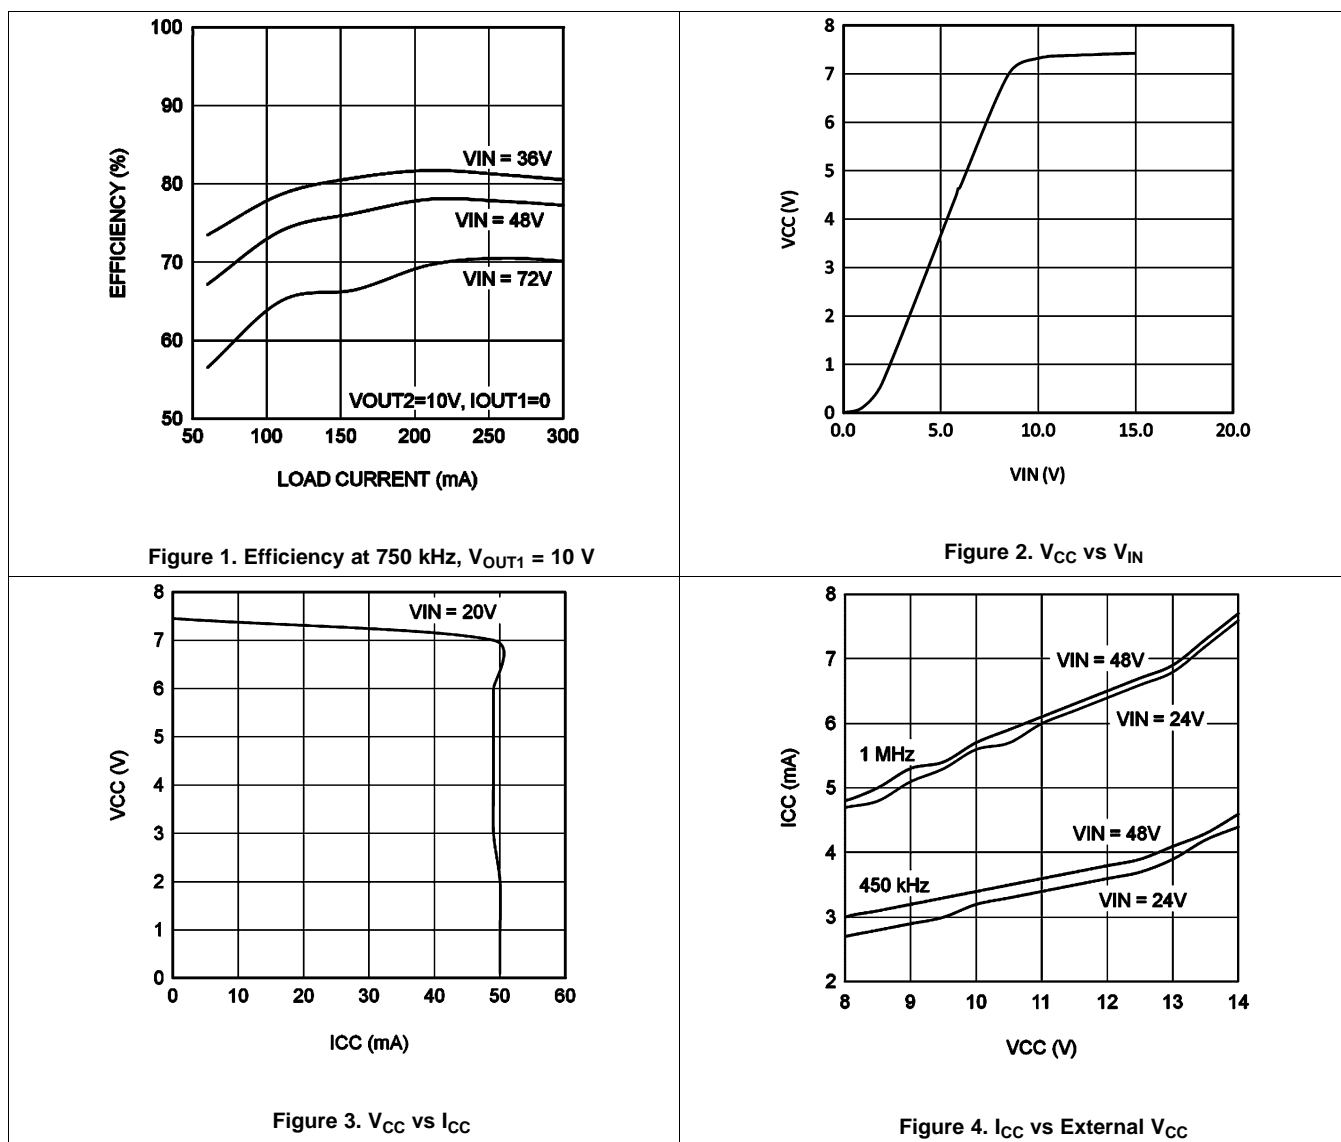 100
90
80
70
60
50
EFFICIENCY (%)
VIN = 36V
VIN = 48V
VIN = 72V
VOUT2=10V, IOUT1=0
50 100 150 200 250 300
LOAD CURRENT (mA)
Figure 1. Efficiency at 750 kHz, VOUT1 = 10 V
8
7
6
5
4
3
2
1
0
VCC (V)
0.0 5.0 10.0 15.0 20.0
VIN (V)
Figure 2. VCC vs VIN
8
7
6
5
4
3
2
1
0
VCC (V)
VIN = 20V
0 10 20 30 40 50 60
ICC (mA)
Figure 3. VCC vs ICC
8
7
6
5
4
3
2
ICC (mA)
VIN = 48V
VIN = 24V
1 MHz
VIN = 48V
450 kHz
VIN = 24V
8 9 10 11 12 13 14
VCC (V)
Figure 4. ICC vs External VCC